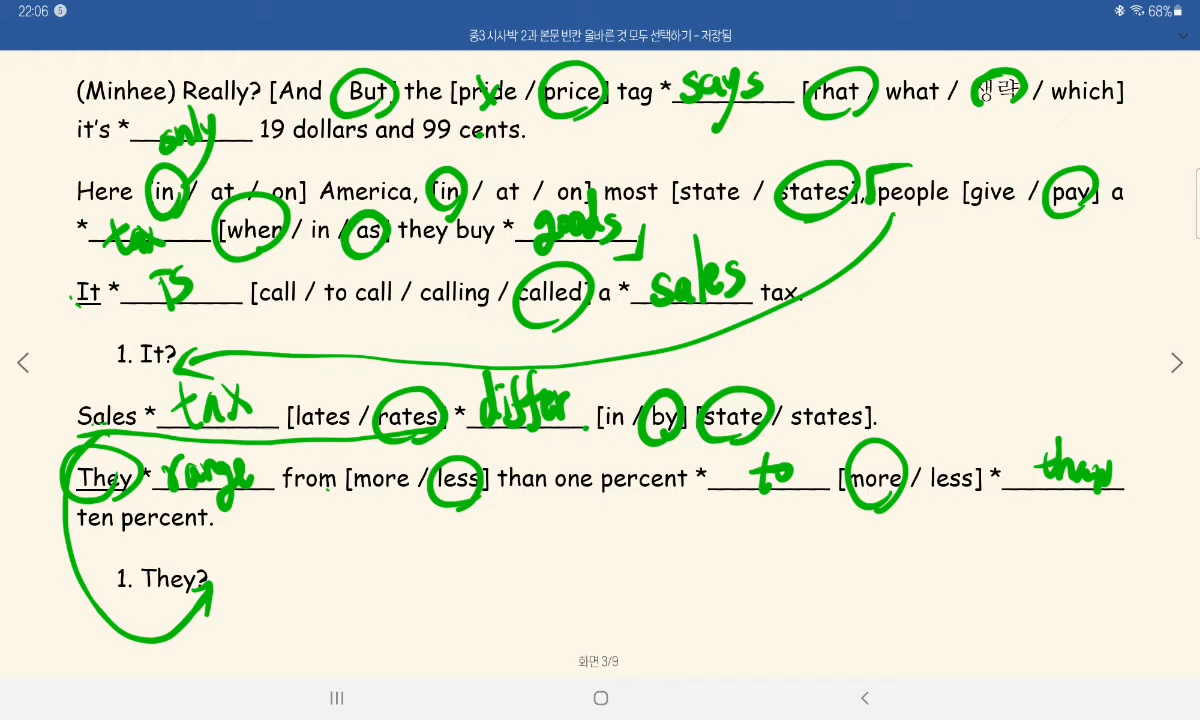 22:06 5 68%
중3 시사박 2과 본문 빈칸 올바른 것 모두 선택하기 - 저장됨
(Minhee) Really? [And / But] the [pride / price] tag *says [that / what / 생략 / which]
it's *only 19 dollars and 99 cents.
Here [in / at / on] America, [in / at / on] most [state / states], people [give / pay] a
*tax [when / in / as] they buy *goods
It *is [call / to call / calling / called] a *sales tax.
1. It?
Sales *tax [lates / rates] *differ [in / by] [state / states].
They *range from [more / less] than one percent *to [more / less] *than
ten percent.
1. They?
화면 3/9